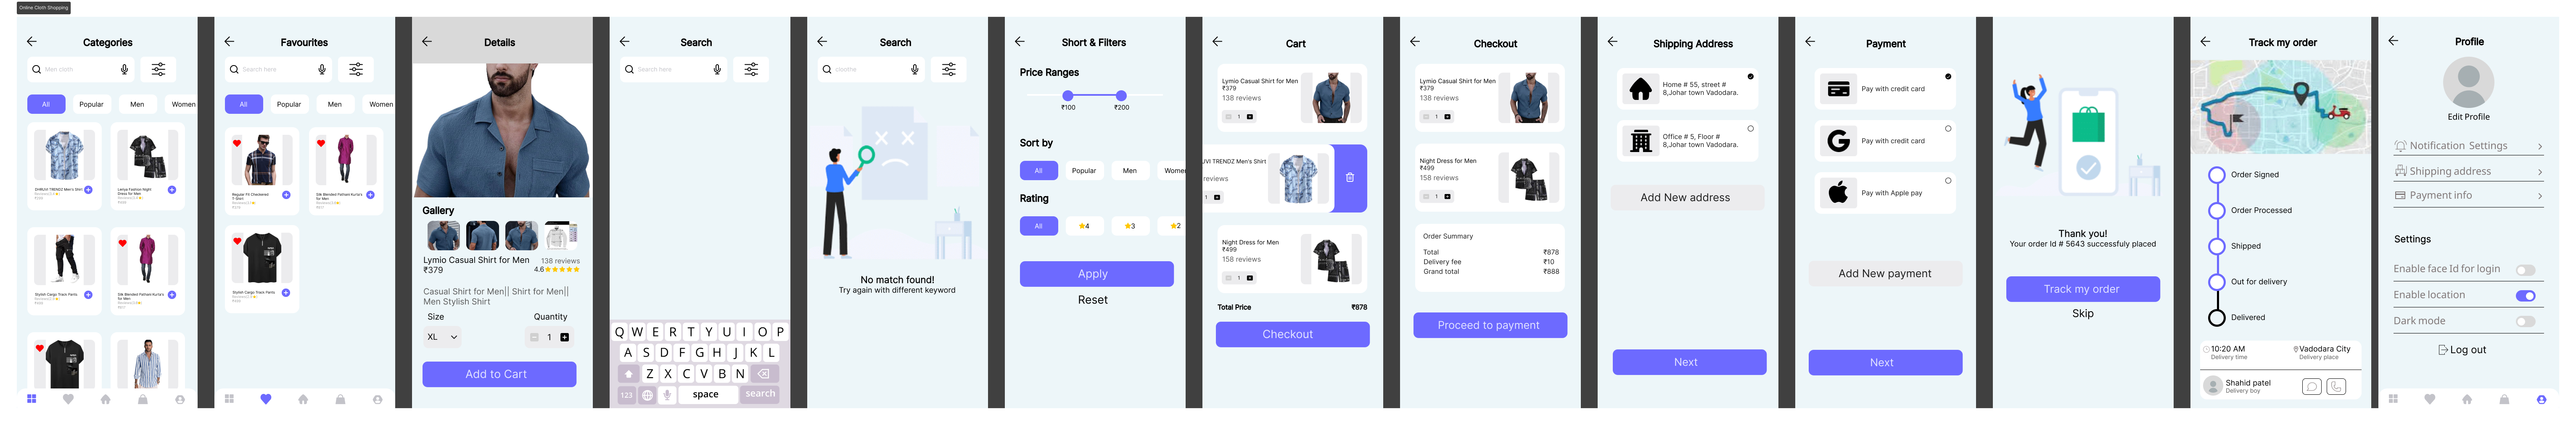 Online Cloth Shopping
Categories
Men cloth
All
Popular
Men
Women
DHRUVI TRENDZ Men's Shirt
Leriya Fashion Night
Dress for Men
Stylish Cargo Track Pants
Silk Blended Pathani Kurta's
for Men
Favourites
Search here
All
Popular
Men
Women
Regular Fit Checkered
T-Shirt
Silk Blended Pathani Kurta's
for Men
Stylish Cargo Track Pants
Details
Gallery
Lymio Casual Shirt for Men
138 reviews
₹379
4.6
Casual Shirt for Men|| Shirt for Men||
Men Stylish Shirt
Size
Quantity
XL
1
Add to Cart
Search
Search here
Q W E R T Y U I O P
A S D F G H J K L
Z X C V B N
123
space
search
Search
clonthe
No match found!
Try again with different keyword
Short & Filters
Price Ranges
₹100
₹200
Sort by
All
Popular
Men
Wome
Rating
All
4
3
2
Apply
Reset
Cart
Lymio Casual Shirt for Men
₹379
138 reviews
1
UVI TRENDZ Men's Shirt
reviews
1
Night Dress for Men
₹499
158 reviews
1
Total Price
₹878
Checkout
Checkout
Lymio Casual Shirt for Men
₹379
138 reviews
1
Night Dress for Men
₹499
158 reviews
1
Order Summary
Total
₹878
Delivery fee
₹10
Grand total
₹888
Proceed to payment
Shipping Address
Home # 55, street #
8,Johar town Vadodara.
Office # 5, Floor #
8,Johar town Vadodara.
Add New address
Next
Payment
Pay with credit card
Pay with credit card
Pay with Apple pay
Add New payment
Next
Thank you!
Your order Id # 5643 successfuly placed
Track my order
Skip
Track my order
Order Signed
Order Processed
Shipped
Out for delivery
Delivered
10:20 AM
Delivery time
Vadodara City
Delivery place
Shahid patel
Delivery boy
Profile
Edit Profile
Notification Settings
Shipping address
Payment info
Settings
Enable face Id for login
Enable location
Dark mode
Log out